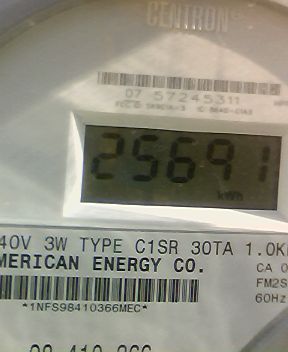 CENTRON®
07 57245311
25691
kWh
40V 3W TYPE C1SR 30TA 1.0K
MERICAN ENERGY CO.
CA 0
FM2S
60Hz
*1NFS98410366MEC*